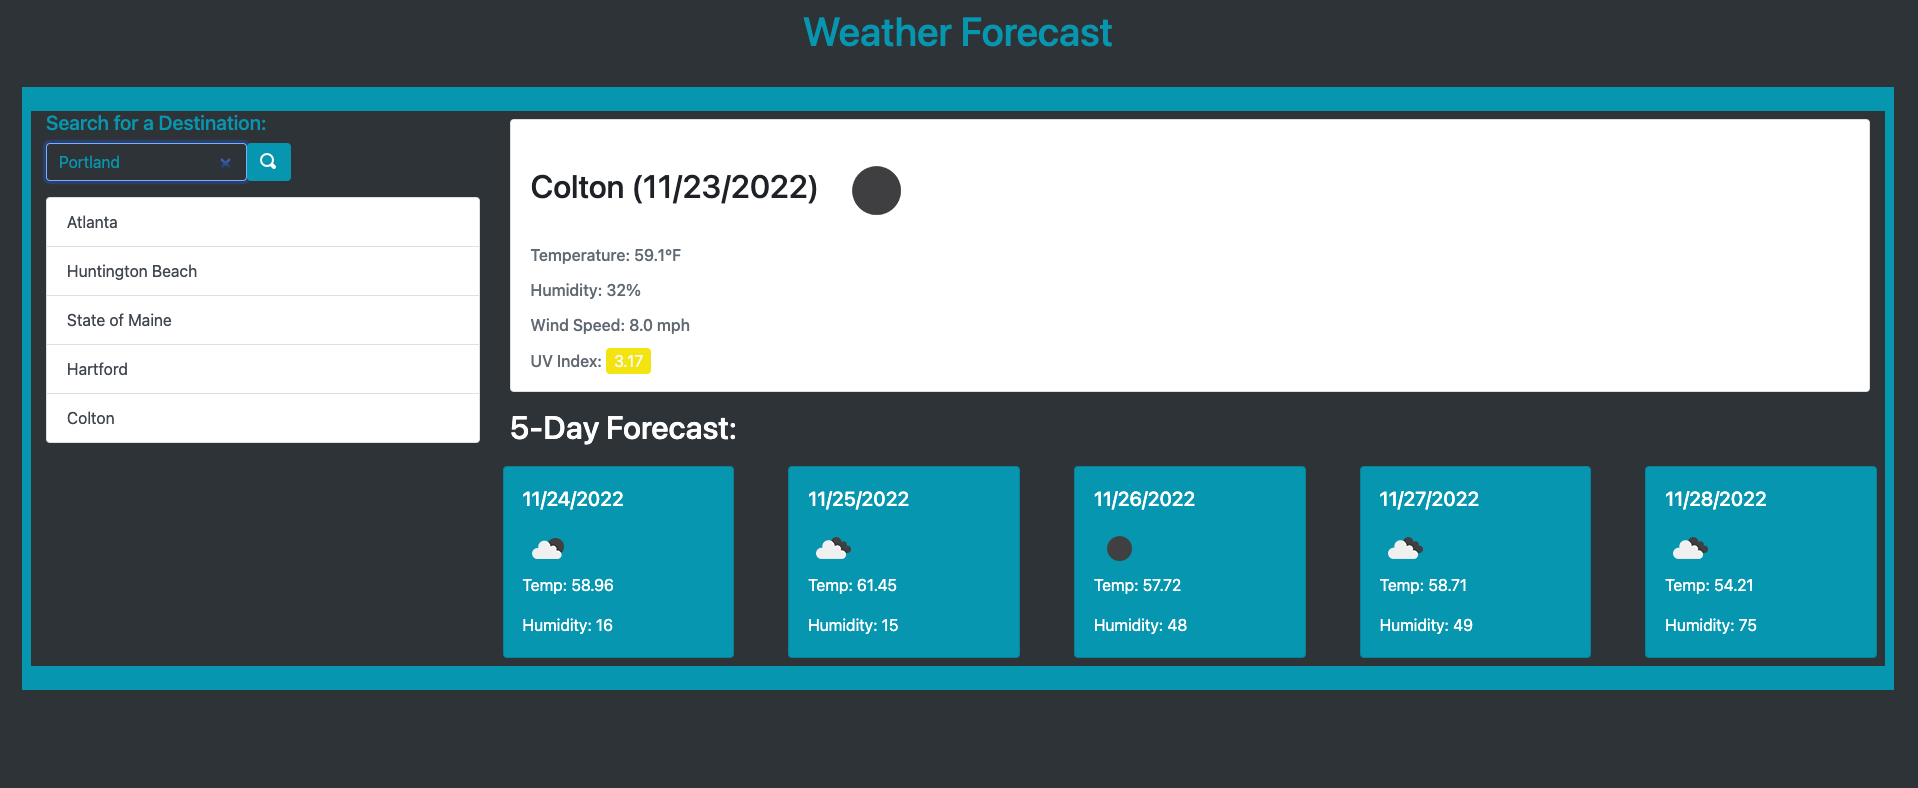 Weather Forecast
Search for a Destination:
Portland
Atlanta
Huntington Beach
State of Maine
Hartford
Colton
Colton (11/23/2022)
Temperature: 59.1°F
Humidity: 32%
Wind Speed: 8.0 mph
UV Index: 3.17
5-Day Forecast:
11/24/2022
Temp: 58.96
Humidity: 16
11/25/2022
Temp: 61.45
Humidity: 15
11/26/2022
Temp: 57.72
Humidity: 48
11/27/2022
Temp: 58.71
Humidity: 49
11/28/2022
Temp: 54.21
Humidity: 75